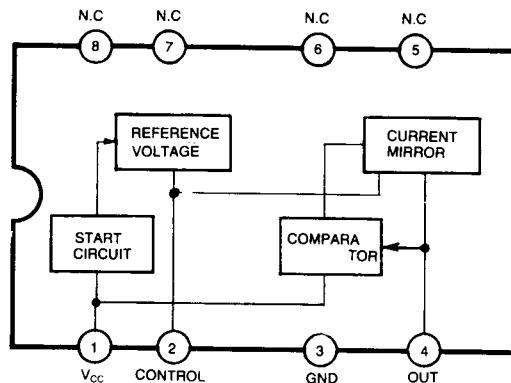 N.C N.C N.C N.C
8 7 6 5
REFERENCE
VOLTAGE
CURRENT
MIRROR
START
CIRCUIT
COMPARA
TOR
1 2 3 4
VCC CONTROL GND OUT